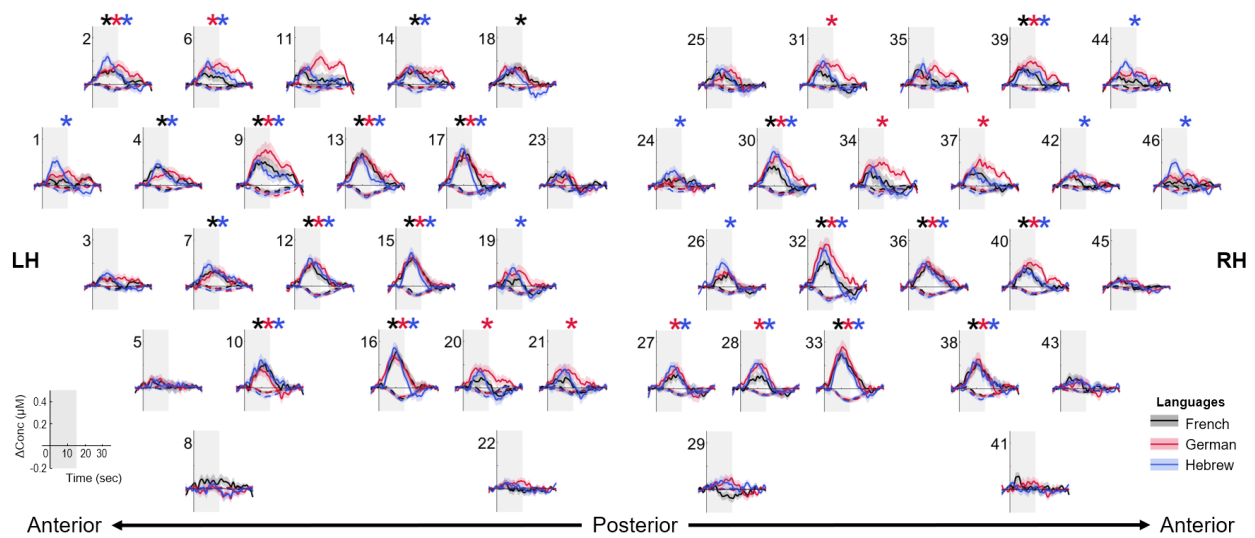 *** ** ** * * *** *
2 6 11 14 18 25 31 35 39 44
* ** *** *** *** * *** * * * *
1 4 9 13 17 23 24 30 34 37 42 46
** *** *** * * *** *** ***
3 7 12 15 19 26 32 36 40 45
LH RH
*** *** * * ** ** *** ***
5 10 16 20 21 27 28 33 38 43
0.4
0.2
0
-0.2
ΔConc (μM)
0 10 20 30
Time (sec)
Languages
French
German
Hebrew
8 22 29 41
Anterior Posterior Anterior